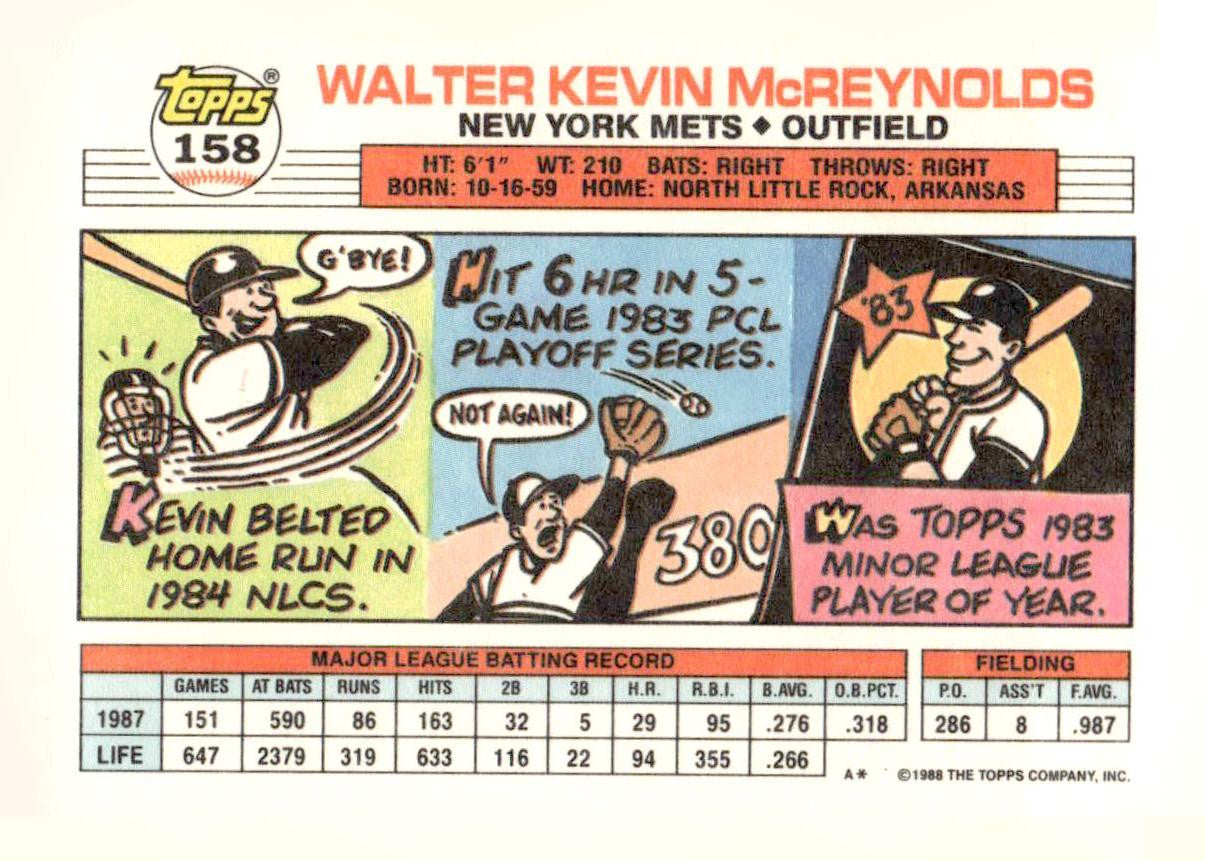 Topps®
158
WALTER KEVIN McREYNOLDS
NEW YORK METS ◆ OUTFIELD
HT: 6'1" WT: 210 BATS: RIGHT THROWS: RIGHT
BORN: 10-16-59 HOME: NORTH LITTLE ROCK, ARKANSAS
G'BYE!
KEVIN BELTED
HOME RUN IN
1984 NLCS.
HIT 6 HR IN 5-
GAME 1983 PCL
PLAYOFF SERIES.
NOT AGAIN!
380
'83
WAS TOPPS 1983
MINOR LEAGUE
PLAYER OF YEAR.
MAJOR LEAGUE BATTING RECORD
GAMES AT BATS RUNS HITS 2B 3B H.R. R.B.I. B.AVG. O.B.PCT.
1987 151 590 86 163 32 5 29 95 .276 .318
LIFE 647 2379 319 633 116 22 94 355 .266
FIELDING
P.O. ASS'T F.AVG.
286 8 .987
A* ©1988 THE TOPPS COMPANY, INC.